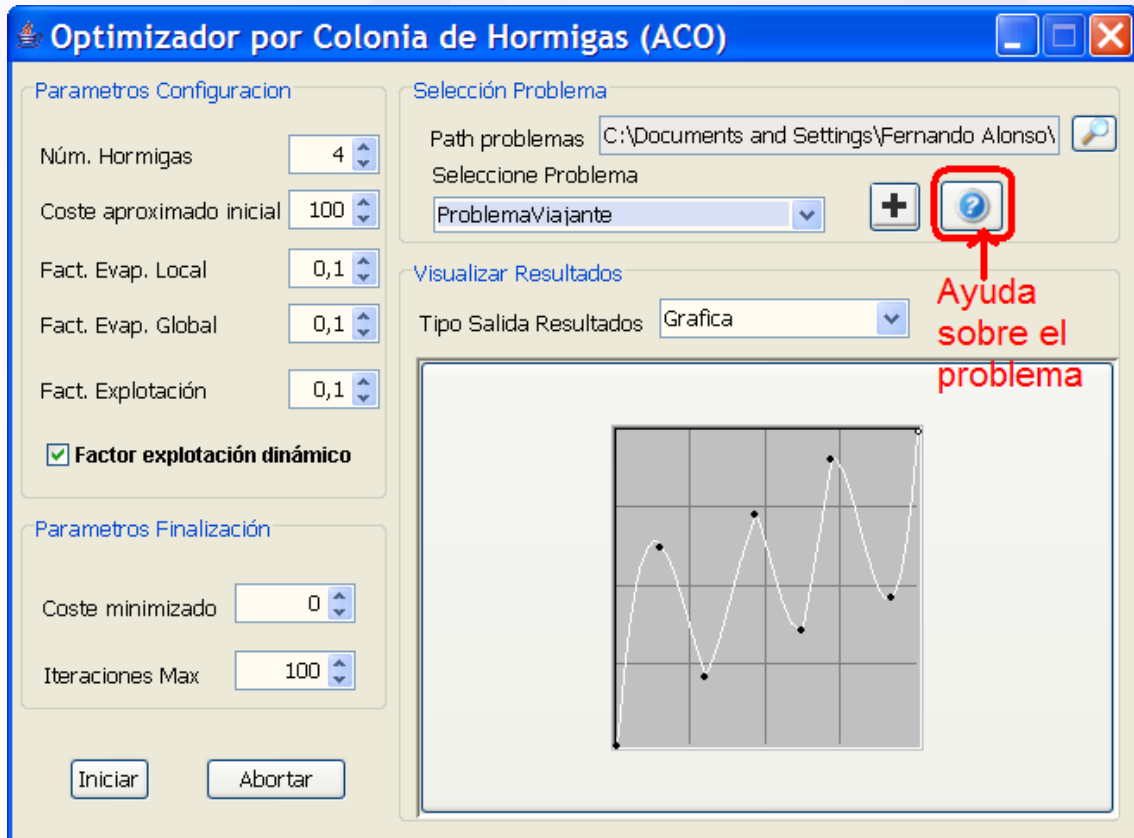 Optimizador por Colonia de Hormigas (ACO)
Parametros Configuracion
Núm. Hormigas 4
Coste aproximado inicial 100
Fact. Evap. Local 0,1
Fact. Evap. Global 0,1
Fact. Explotación 0,1
Factor explotación dinámico
Parametros Finalización
Coste minimizado 0
Iteraciones Max 100
Iniciar Abortar
Selección Problema
Path problemas C:\Documents and Settings\Fernando Alonso\
Seleccione Problema
ProblemaViajante
Visualizar Resultados
Tipo Salida Resultados Grafica
Ayuda
sobre el
problema